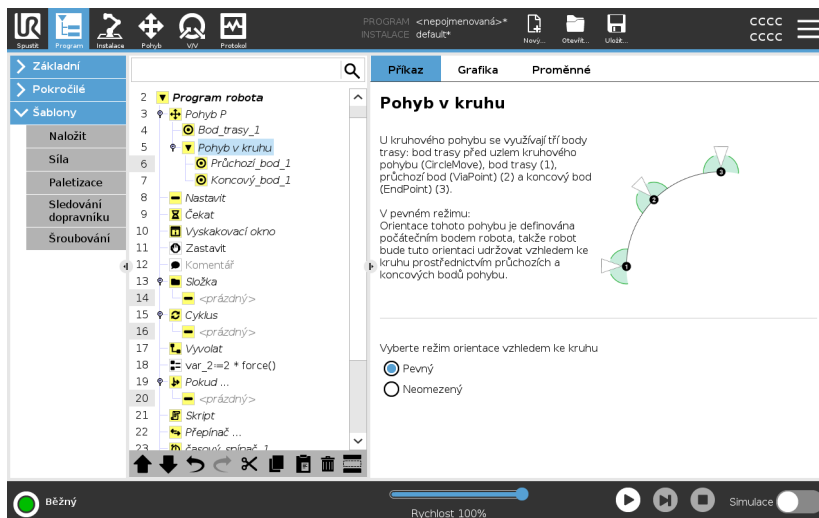 UR
Spustit
Program
Instalace
Pohyb
V/V
Protokol
PROGRAM <nepojmenovaná>*
INSTALACE default*
Nový...
Otevřít...
Uložit...
cccc
cccc
Základní
Pokročilé
Šablony
Naložit
Síla
Paletizace
Sledování
dopravníku
Šroubování
2 Program robota
3 Pohyb P
4 Bod_trasy_1
5 Pohyb v kruhu
6 Průchozí_bod_1
7 Koncový_bod_1
8 Nastavit
9 Čekat
10 Vyskakovací okno
11 Zastavit
12 Komentář
13 Složka
14 <prázdný>
15 Cyklus
16 <prázdný>
17 Vyvolat
18 var_2:=2 * force()
19 Pokud ...
20 <prázdný>
21 Skript
22 Přepínač ...
23 časový_spínač_1
Příkaz
Grafika
Proměnné
Pohyb v kruhu
U kruhového pohybu se využívají tří body
trasy: bod trasy před uzlem kruhového
pohybu (CircleMove), bod trasy (1),
průchozí bod (ViaPoint) (2) a koncový bod
(EndPoint) (3).
V pevném režimu:
Orientace tohoto pohybu je definována
počátečním bodem robota, takže robot
bude tuto orientaci udržovat vzhledem ke
kruhu prostřednictvím průchozích a
koncových bodů pohybu.
1
2
3
Vyberte režim orientace vzhledem ke kruhu
Pevný
Neomezený
Běžný
Rychlost 100%
Simulace